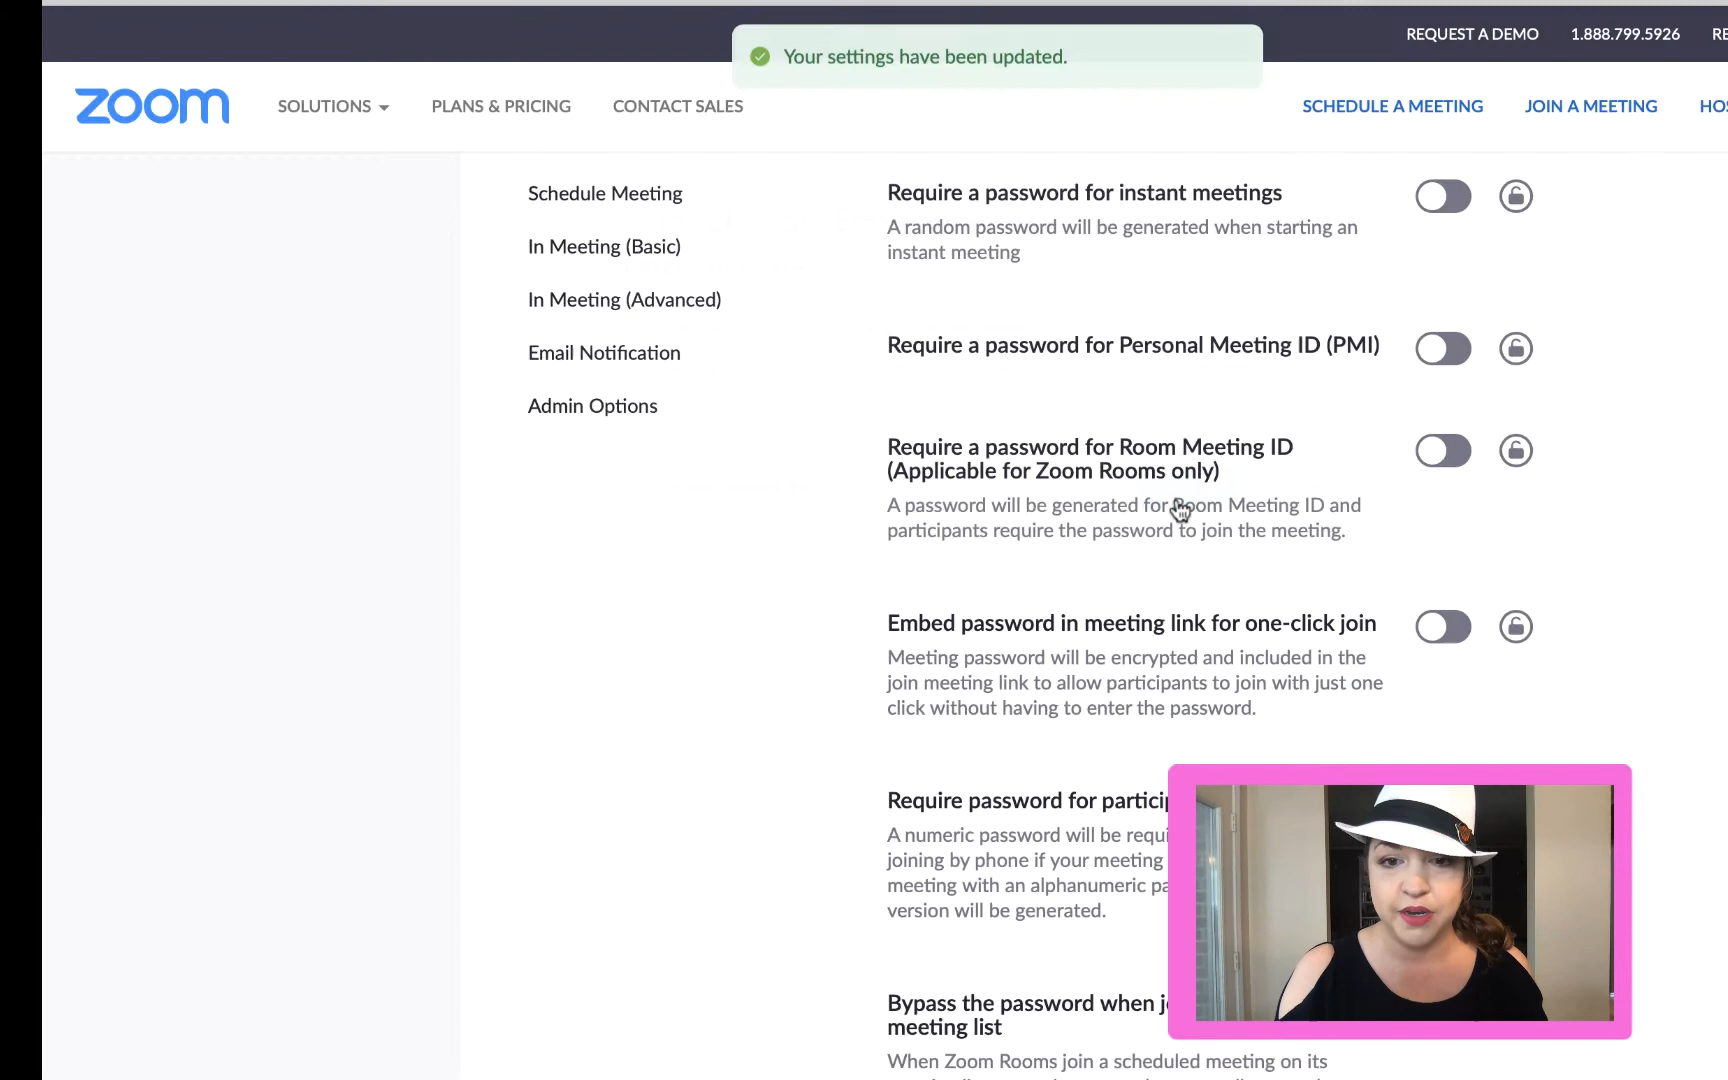 REQUEST A DEMO 1.888.799.5926
Your settings have been updated.
zoom SOLUTIONS PLANS & PRICING CONTACT SALES SCHEDULE A MEETING JOIN A MEETING
Schedule Meeting
In Meeting (Basic)
In Meeting (Advanced)
Email Notification
Admin Options
Require a password for instant meetings
A random password will be generated when starting an
instant meeting
Require a password for Personal Meeting ID (PMI)
Require a password for Room Meeting ID
(Applicable for Zoom Rooms only)
A password will be generated for Room Meeting ID and
participants require the password to join the meeting.
Embed password in meeting link for one-click join
Meeting password will be encrypted and included in the
join meeting link to allow participants to join with just one
click without having to enter the password.
Require password for
A numeric password will be
joining by phone if your meeting
meeting with an alphanumeric
version will be generated.
Bypass the password when
meeting list
When Zoom Rooms join a scheduled meeting on its